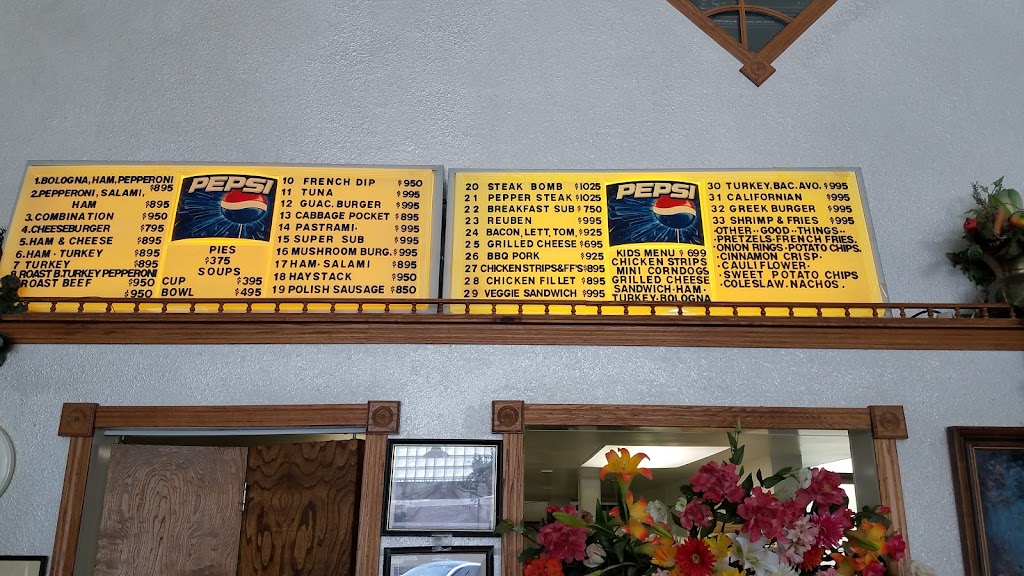 1.BOLOGNA, HAM, PEPPERONI
$895
2.PEPPERONI, SALAMI,
HAM $895
3.COMBINATION $950
4.CHEESEBURGER $795
5.HAM & CHEESE $895
6.HAM·TURKEY $895
7 TURKEY $895
8.ROAST B.TURKEY PEPPERONI
$950
ROAST BEEF
$950
PEPSI
PIES
$375
SOUPS
CUP $395
BOWL $495
10 FRENCH DIP $950
11 TUNA $995
12 GUAC. BURGER $995
13 CABBAGE POCKET $895
14 PASTRAMI· $995
15 SUPER SUB $995
16 MUSHROOM BURG. $995
17 HAM·SALAMI $895
18 HAYSTACK $950
19 POLISH SAUSAGE $850
20 STEAK BOMB $1025
21 PEPPER STEAK $1025
22 BREAKFAST SUB $750
23 REUBEN $995
24 BACON, LETT, TOM, $925
25 GRILLED CHEESE $695
26 BBQ PORK $925
27 CHICKEN STRIPS&FF'S $895
28 CHICKEN FILLET $895
29 VEGGIE SANDWICH $995
PEPSI
KIDS MENU $699
CHICKEN STRIPS
MINI CORNDOGS
GRILLED CHEESE
SANDWICH·HAM·
TURKEY·BOLOGNA
30 TURKEY, BAC. AVO. $995
31 CALIFORNIAN $995
32 GREEK BURGER $995
33 SHRIMP & FRIES $995
·OTHER··GOOD··THINGS··
·PRETZELS·FRENCH FRIES,
ONION RINGS·POTATO CHIPS.
·CINNAMON CRISP·
·CAULIFLOWER·
·SWEET POTATO CHIPS
COLESLAW.NACHOS.